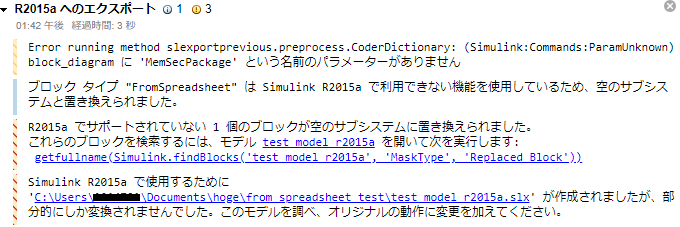 R2015a へのエクスポート 1 3
01:42 午後 経過時間: 3 秒
Error running method slexportprevious.preprocess.CoderDictionary: (Simulink:Commands:ParamUnknown)
block_diagram に 'MemSecPackage' という名前のパラメーターがありません
ブロック タイプ "FromSpreadsheet" は Simulink R2015a で利用できない機能を使用しているため、空のサブシス
テムと置き換えられました。
R2015a でサポートされていない 1 個のブロックが空のサブシステムに置き換えられました。
これらのブロックを検索するには、モデル test_model_r2015a を開いて次を実行します:
getfullname(Simulink.findBlocks('test_model_r2015a', 'MaskType', 'Replaced Block'))
Simulink R2015a で使用するために
'C:\Users\ \Documents\hoge\from_spreadsheet_test\test_model_r2015a.slx' が作成されましたが、部
分的にしか変換されませんでした。このモデルを調べ、オリジナルの動作に変更を加えてください。